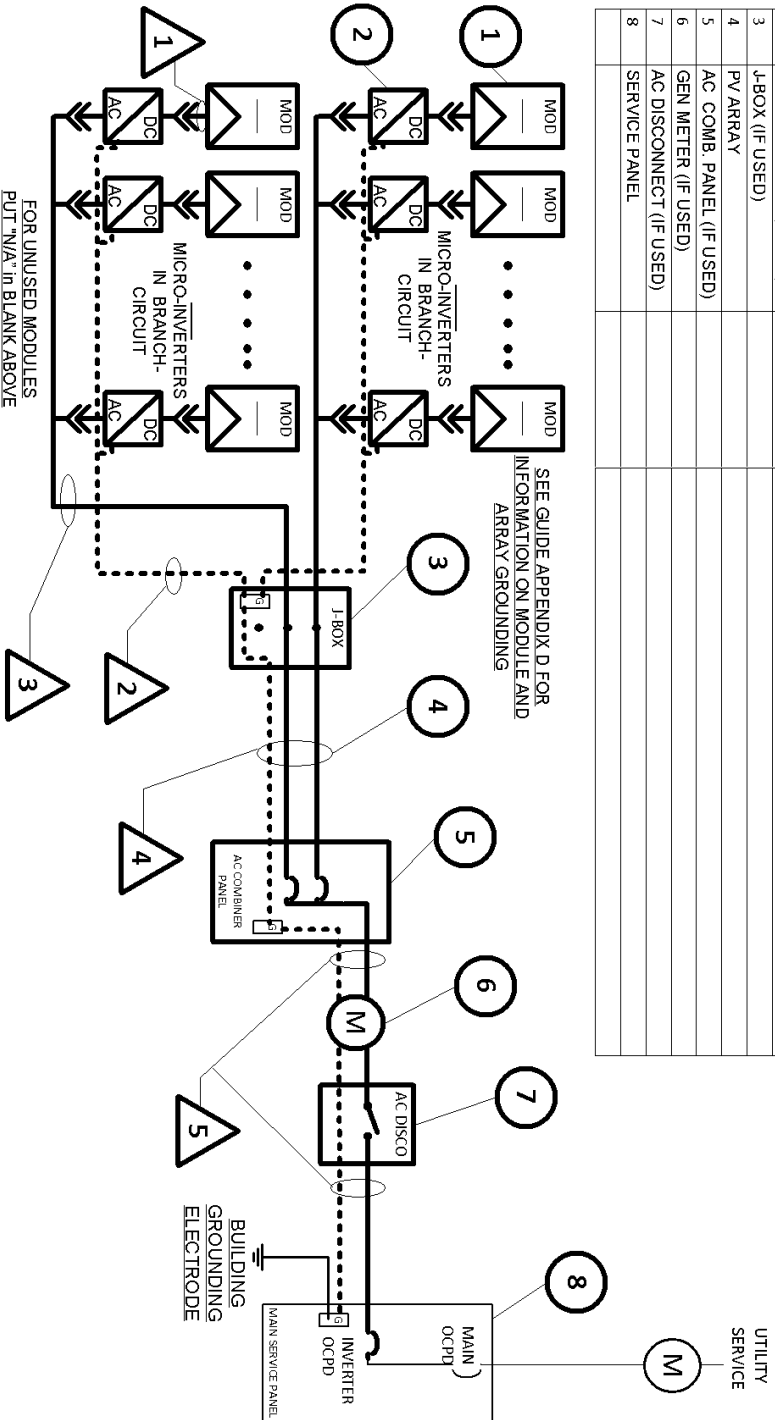 3 J-BOX (IF USED)
4 PV ARRAY
5 AC COMB. PANEL (IF USED)
6 GEN METER (IF USED)
7 AC DISCONNECT (IF USED)
8 SERVICE PANEL
UTILITY
SERVICE
M
1
2
MOD
MOD
MOD
DC
AC
DC
AC
DC
AC
MICRO-INVERTERS
IN BRANCH-
CIRCUIT
SEE GUIDE APPENDIX D FOR
INFORMATION ON MODULE AND
ARRAY GROUNDING
1
MOD
MOD
MOD
DC
AC
DC
AC
DC
AC
MICRO-INVERTERS
IN BRANCH-
CIRCUIT
FOR UNUSED MODULES
PUT "N/A" in BLANK ABOVE
3
J-BOX
G
2
3
4
4
5
AC COMBINER
PANEL
G
6
M
5
7
AC DISCO
8
MAIN
OCPD
INVERTER
OCPD
G
MAIN SERVICE PANEL
BUILDING
GROUNDING
ELECTRODE